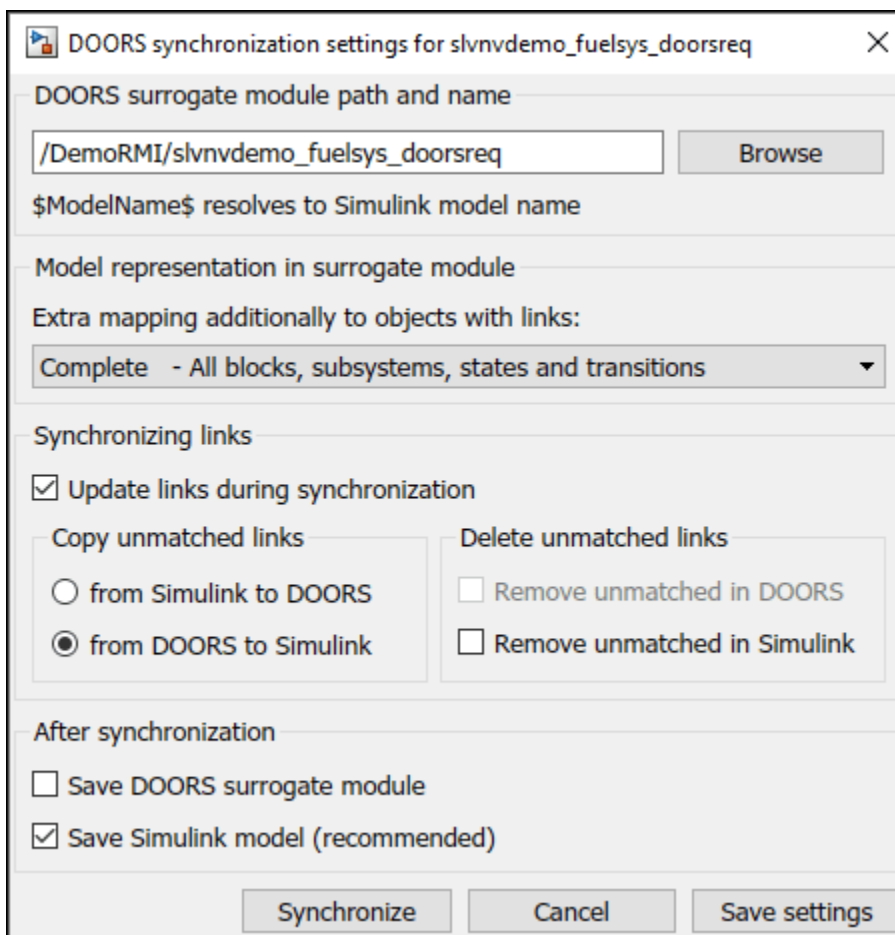 DOORS synchronization settings for slvnvdemo_fuelsys_doorsreq
DOORS surrogate module path and name
/DemoRMI/slvnvdemo_fuelsys_doorsreq
Browse
$ModelName$ resolves to Simulink model name
Model representation in surrogate module
Extra mapping additionally to objects with links:
Complete - All blocks, subsystems, states and transitions
Synchronizing links
Update links during synchronization
Copy unmatched links
from Simulink to DOORS
from DOORS to Simulink
Delete unmatched links
Remove unmatched in DOORS
Remove unmatched in Simulink
After synchronization
Save DOORS surrogate module
Save Simulink model (recommended)
Synchronize
Cancel
Save settings